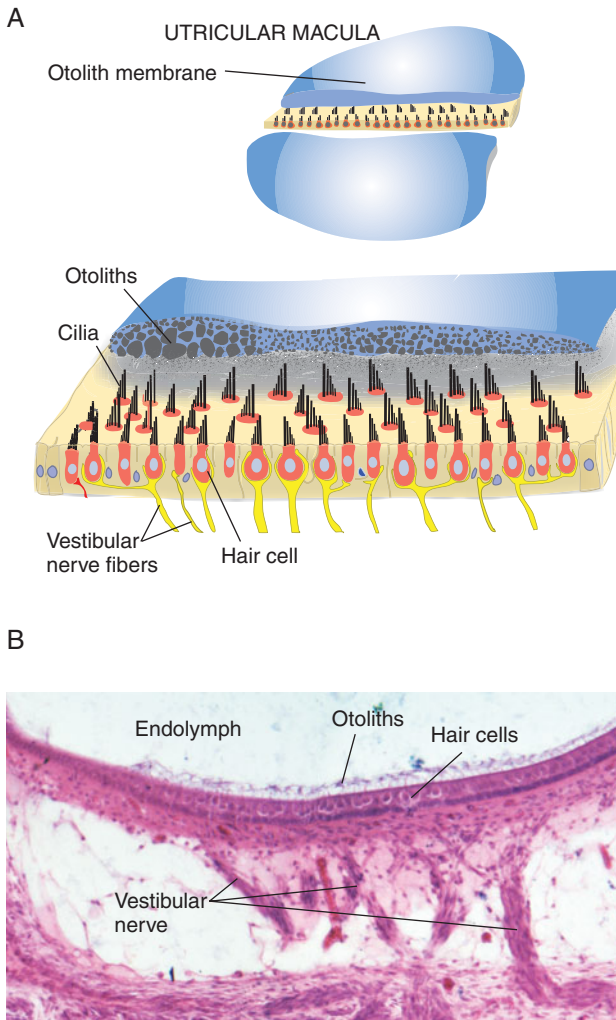 A
UTRICULAR MACULA
Otolith membrane
Otoliths
Cilia
Vestibular
nerve fibers
Hair cell
B
Endolymph
Otoliths
Hair cells
Vestibular
nerve